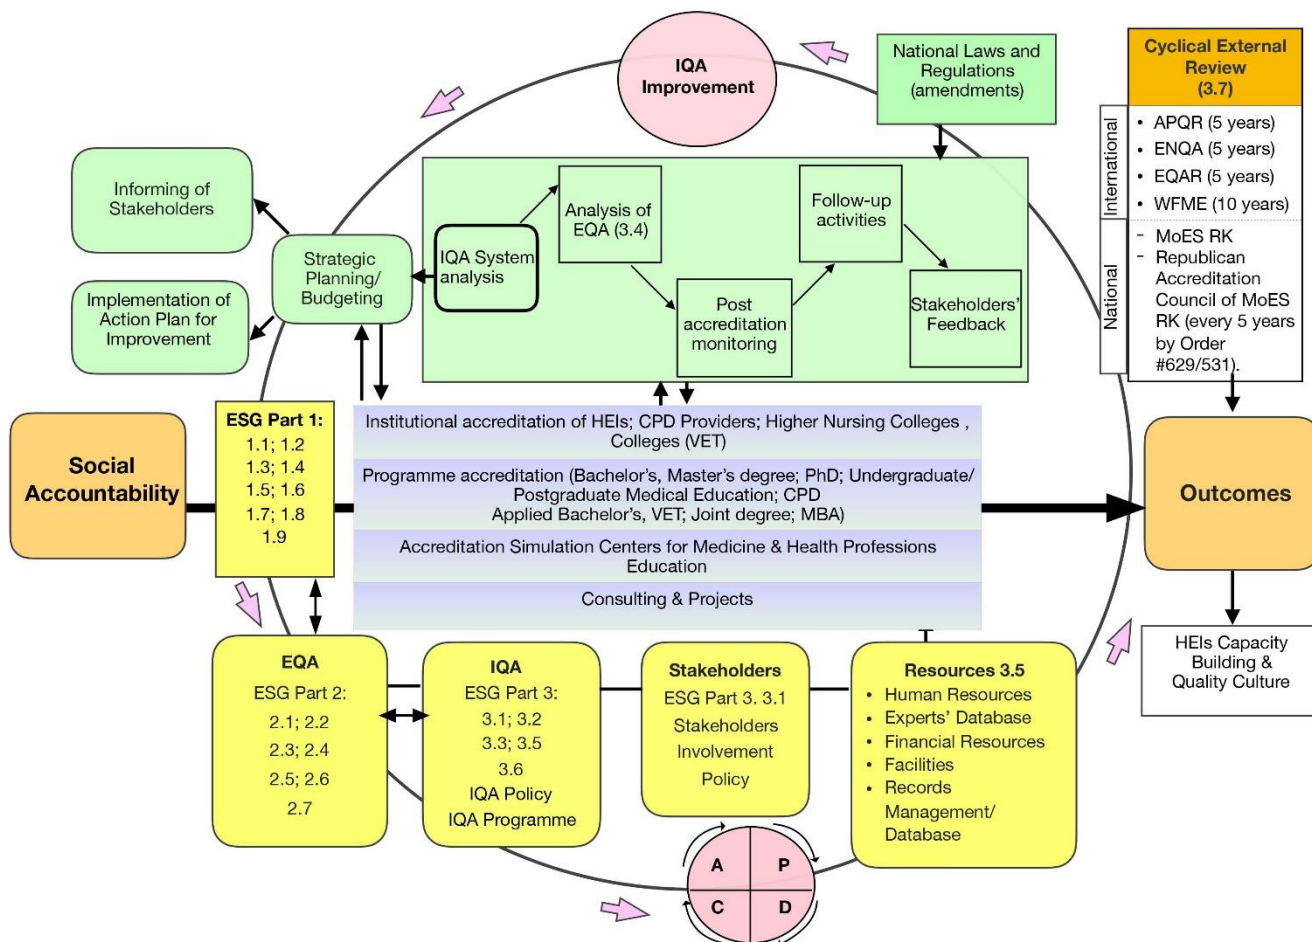 IQA
Improvement
National Laws and
Regulations
(amendments)
Cyclical External
Review
(3.7)
International
• APQR (5 years)
• ENQA (5 years)
• EQAR (5 years)
• WFME (10 years)
National
- MoES RK
- Republican
Accreditation
Council of MoES
RK (every 5 years
by Order
#629/531).
Informing of
Stakeholders
Implementation of
Action Plan for
Improvement
Strategic
Planning/
Budgeting
IQA System
analysis
Analysis of
EQA (3.4)
Post
accreditation
monitoring
Follow-up
activities
Stakeholders'
Feedback
Social
Accountability
ESG Part 1:
1.1; 1.2
1.3; 1.4
1.5; 1.6
1.7; 1.8
1.9
Institutional accreditation of HEIs; CPD Providers; Higher Nursing Colleges ,
Colleges (VET)
Programme accreditation (Bachelor's, Master's degree; PhD; Undergraduate/
Postgraduate Medical Education; CPD
Applied Bachelor's, VET; Joint degree; MBA)
Accreditation Simulation Centers for Medicine & Health Professions
Education
Consulting & Projects
Outcomes
HEIs Capacity
Building &
Quality Culture
EQA
ESG Part 2:
2.1; 2.2
2.3; 2.4
2.5; 2.6
2.7
IQA
ESG Part 3:
3.1; 3.2
3.3; 3.5
3.6
IQA Policy
IQA Programme
Stakeholders
ESG Part 3. 3.1
Stakeholders
Involvement
Policy
Resources 3.5
• Human Resources
• Experts' Database
• Financial Resources
• Facilities
• Records
Management/
Database
A P
C D